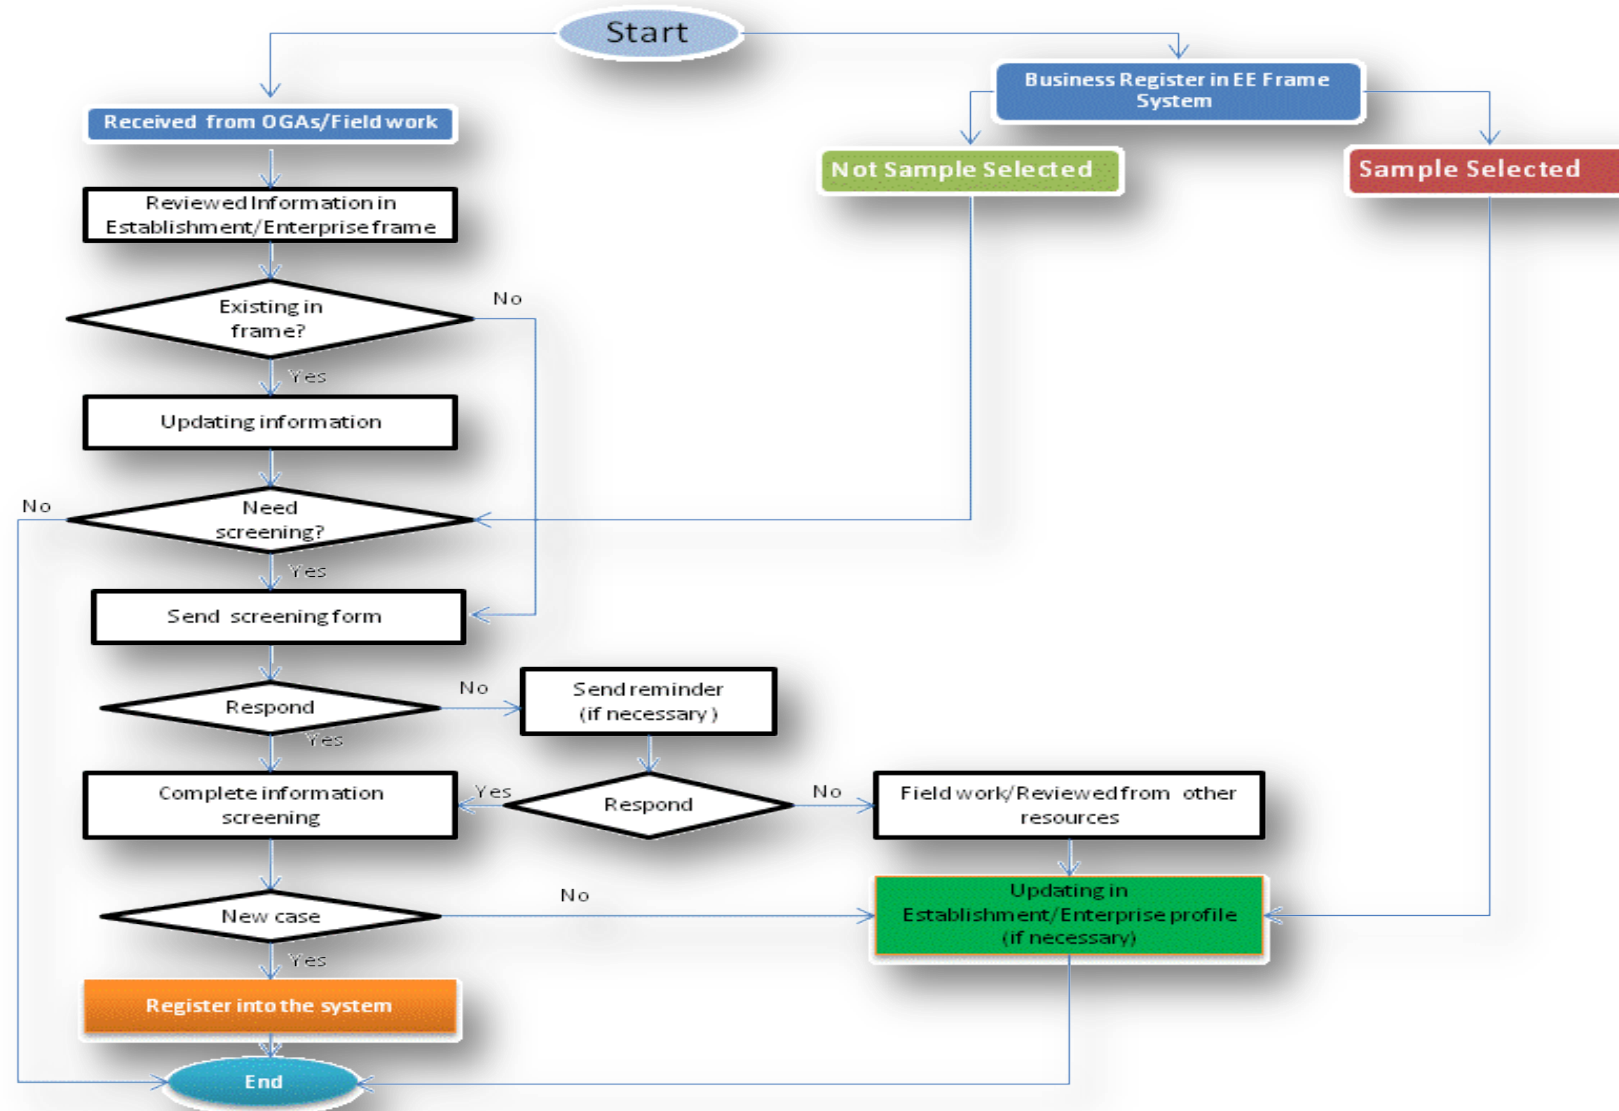 Start
Business Register in EE Frame
System
Received from OGAs/Field work
Not Sample Selected
Sample Selected
Reviewed Information in
Establishment/Enterprise frame
Existing in
frame?
No
Yes
Updating information
Need
screening?
No
Yes
Send screening form
Respond
No
Send reminder
(if necessary)
Yes
Complete information
screening
Yes
Respond
No
Field work/Reviewed from other
resources
New case
No
Updating in
Establishment/Enterprise profile
(if necessary)
Yes
Register into the system
End